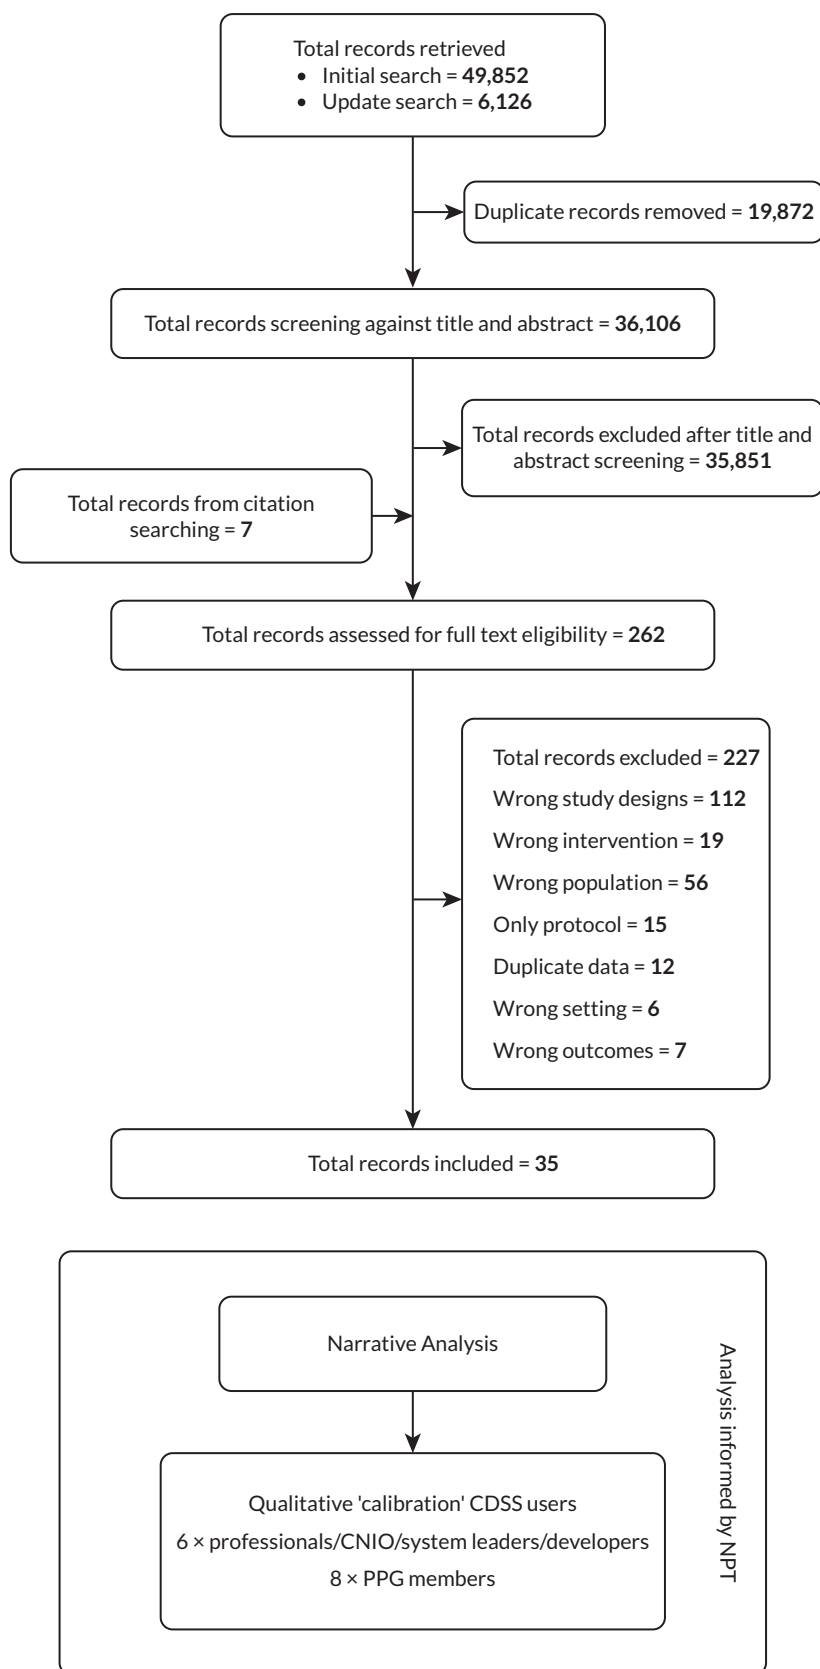 Total records retrieved
• Initial search = 49,852
• Update search = 6,126
Duplicate records removed = 19,872
Total records screening against title and abstract = 36,106
Total records excluded after title and
abstract screening = 35,851
Total records from citation
searching = 7
Total records assessed for full text eligibility = 262
Total records excluded = 227
Wrong study designs = 112
Wrong intervention = 19
Wrong population = 56
Only protocol = 15
Duplicate data = 12
Wrong setting = 6
Wrong outcomes = 7
Total records included = 35
Narrative Analysis
Qualitative 'calibration' CDSS users
6 × professionals/CNIO/system leaders/developers
8 × PPG members
Analysis informed by NPT